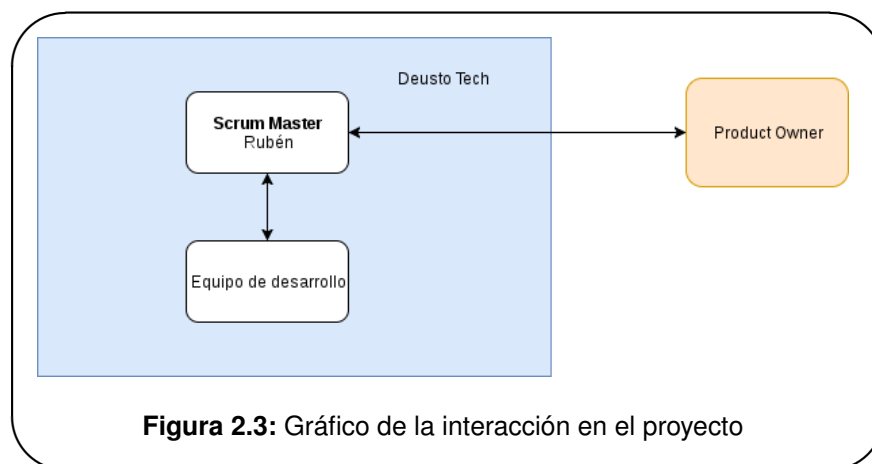 Deusto Tech
Scrum Master
Rubén
Product Owner
Equipo de desarrollo
Figura 2.3: Gráfico de la interacción en el proyecto